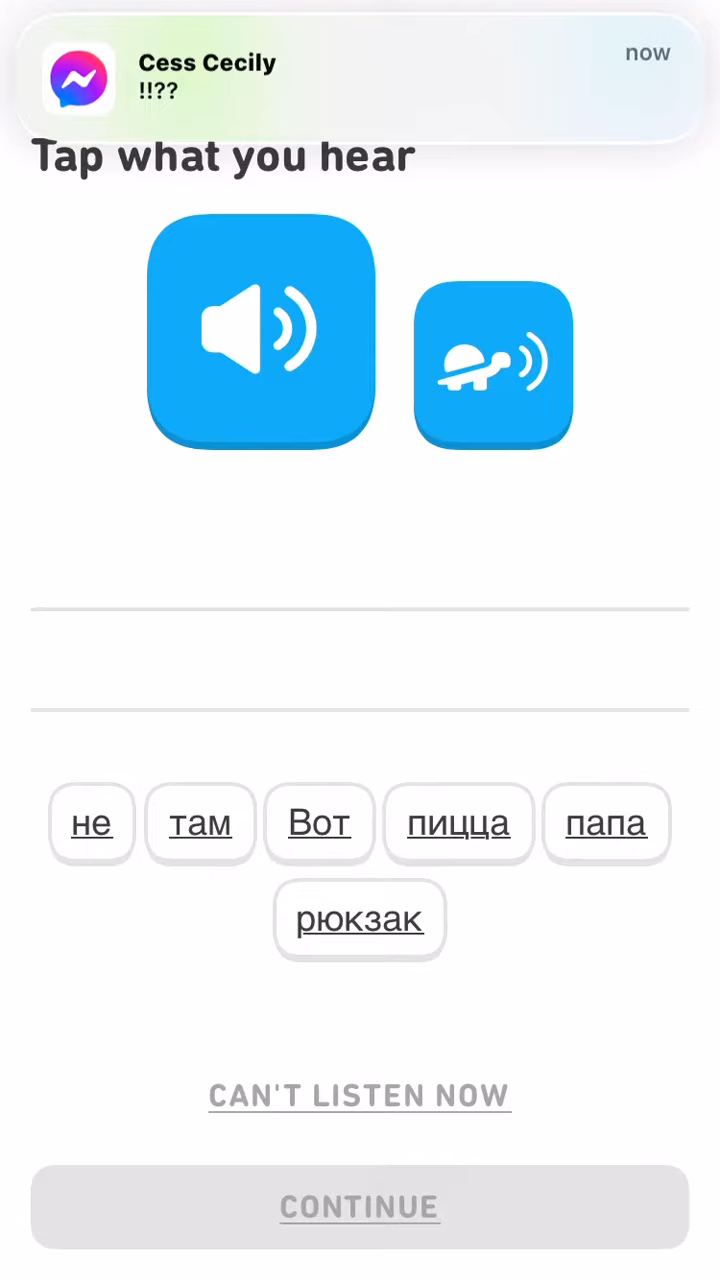 Cess Cecily
now
!!??
Tap what you hear
не там Вот пицца папа
рюкзак
CAN'T LISTEN NOW
CONTINUE